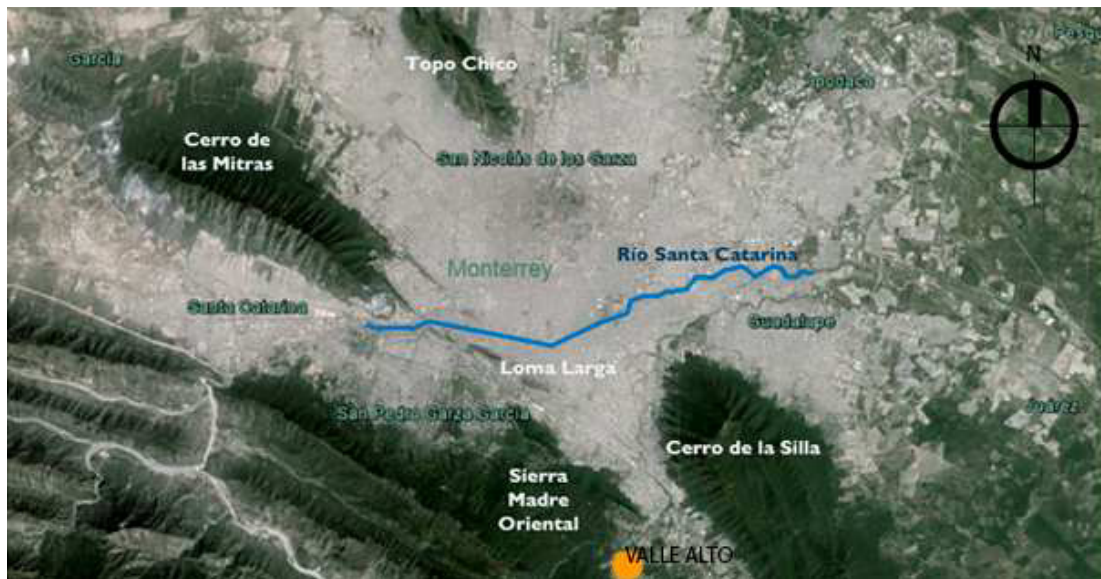 Pesqu
García
N
Topo Chico
Apodaca
Cerro de
las Mitras
San Nicolás de los Garza
Río Santa Catarina
Monterrey
Santa Catarina
Guadalupe
Loma Larga
San Pedro Garza García
Juárez
Cerro de la Silla
Sierra
Madre
Oriental
VALLE ALTO